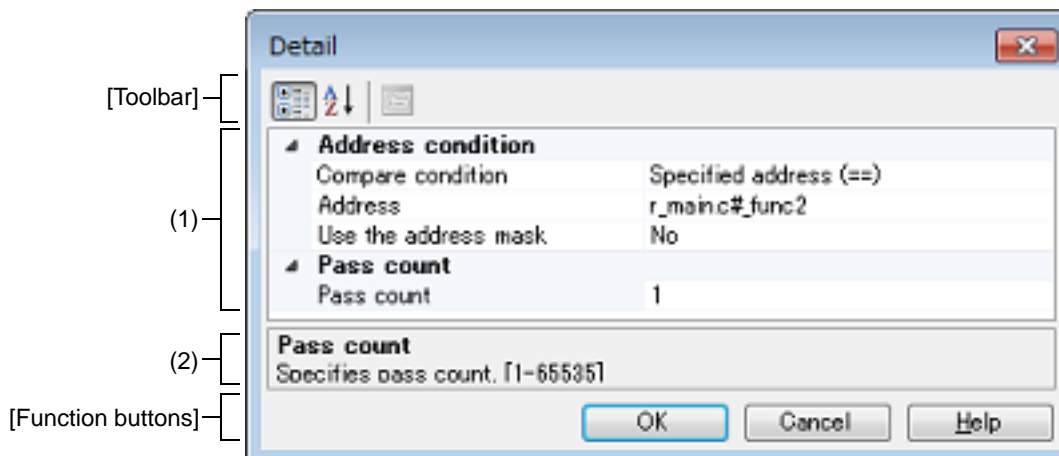 Detail
[Toolbar]
Address condition
Compare condition Specified address (==)
Address r_main.c#_func2
(1)
Use the address mask No
Pass count
Pass count 1
Pass count
(2)
Specifies pass count. [1-65535]
[Function buttons]
OK Cancel Help